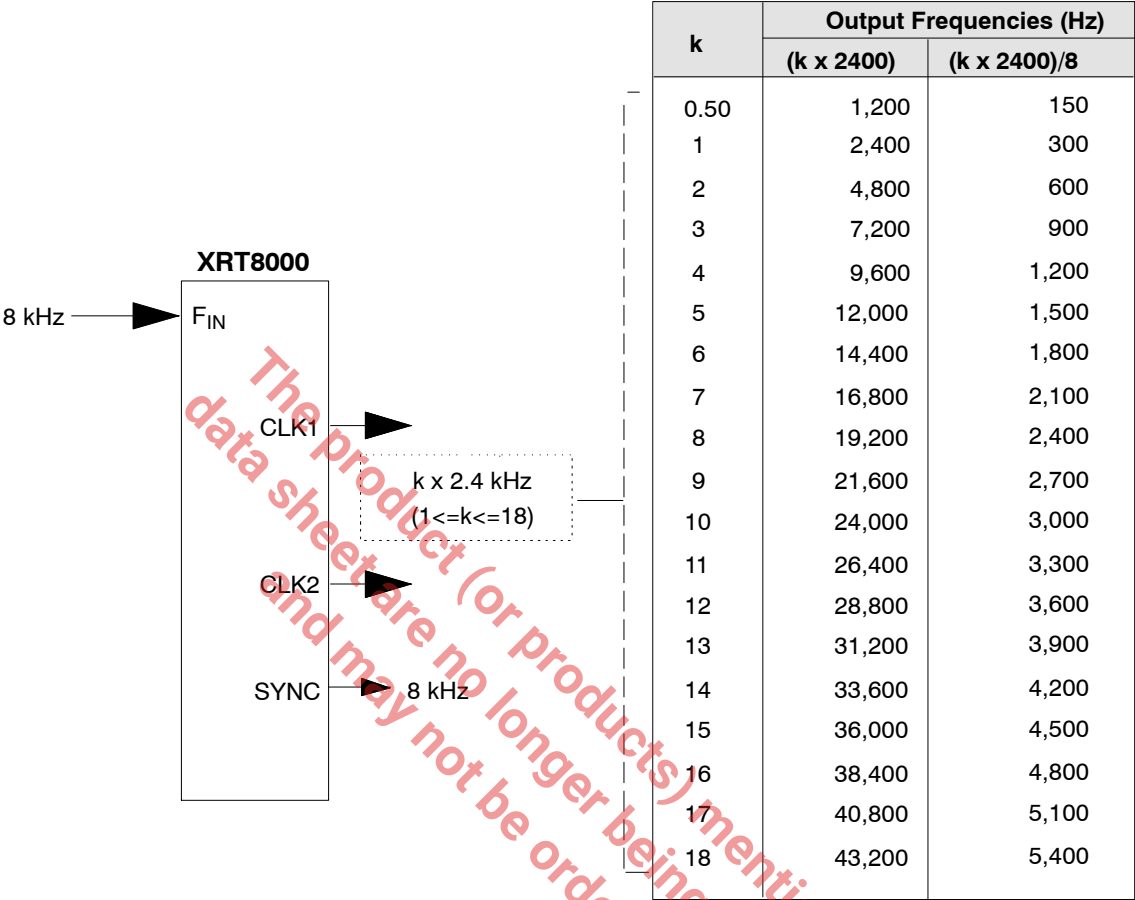 k Output Frequencies (Hz)
(k x 2400) (k x 2400)/8
0.50 1,200 150
1 2,400 300
2 4,800 600
3 7,200 900
4 9,600 1,200
5 12,000 1,500
6 14,400 1,800
7 16,800 2,100
8 19,200 2,400
9 21,600 2,700
10 24,000 3,000
11 26,400 3,300
12 28,800 3,600
13 31,200 3,900
14 33,600 4,200
15 36,000 4,500
16 38,400 4,800
17 40,800 5,100
18 43,200 5,400
XRT8000
8 kHz FIN
CLK1
k x 2.4 kHz
(1<=k<=18)
CLK2
SYNC 8 kHz
The product (or products) menti
data sheet are no longer being
and may not be orde